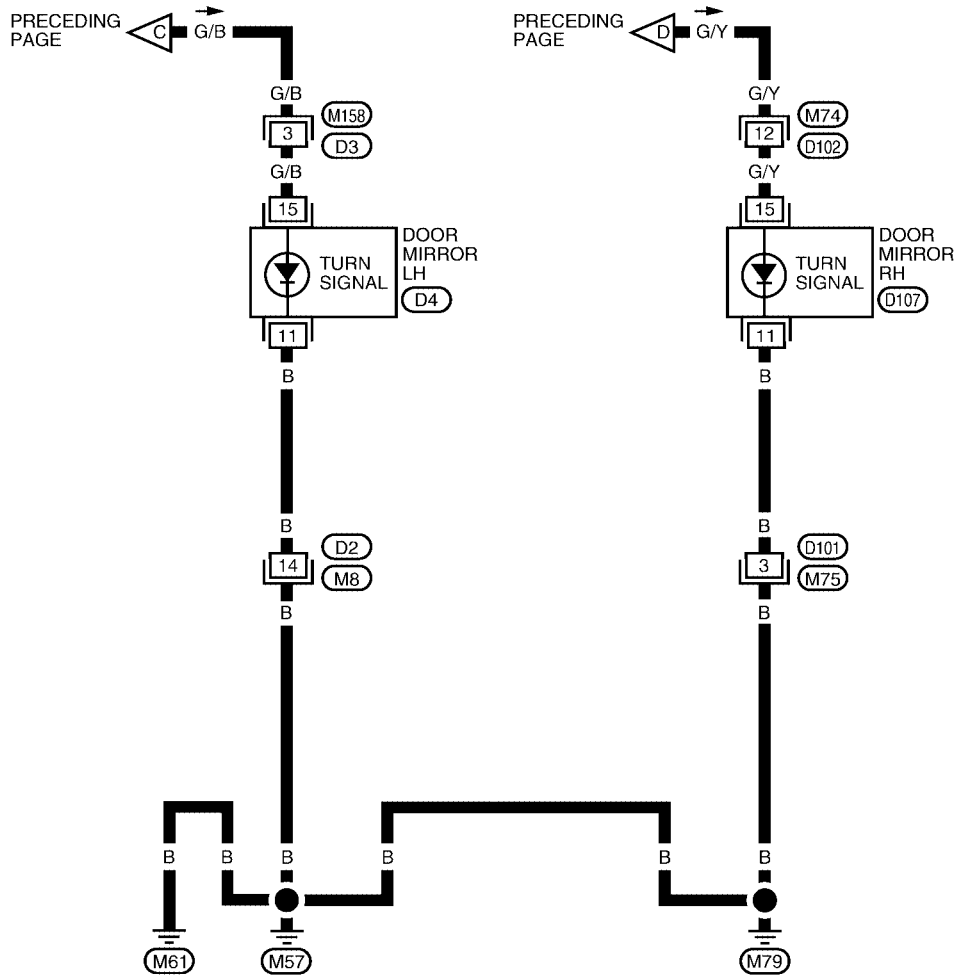 PRECEDING
PAGE
C
G/B
PRECEDING
PAGE
D
G/Y
G/B
M158
3
D3
G/B
15
TURN
SIGNAL
DOOR
MIRROR
LH
D4
11
B
B
D2
14
M8
B
G/Y
M74
12
D102
G/Y
15
TURN
SIGNAL
DOOR
MIRROR
RH
D107
11
B
B
D101
3
M75
B
B
B
B
B
B
B
M61
M57
M79